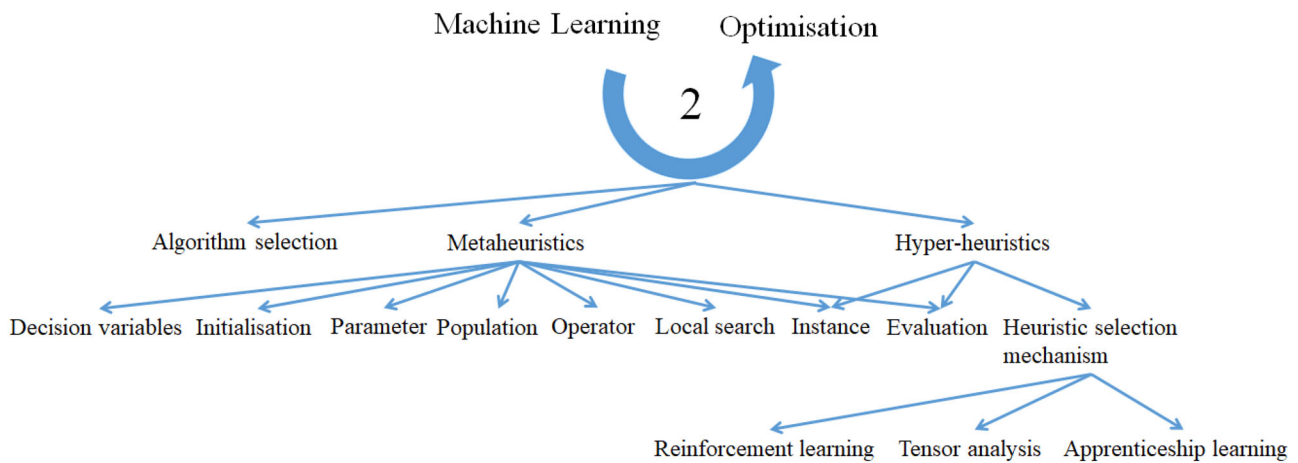 Machine Learning
Optimisation
2
Algorithm selection
Metaheuristics
Hyper-heuristics
Decision variables
Initialisation
Parameter
Population
Operator
Local search
Instance
Evaluation
Heuristic selection
mechanism
Reinforcement learning
Tensor analysis
Apprenticeship learning